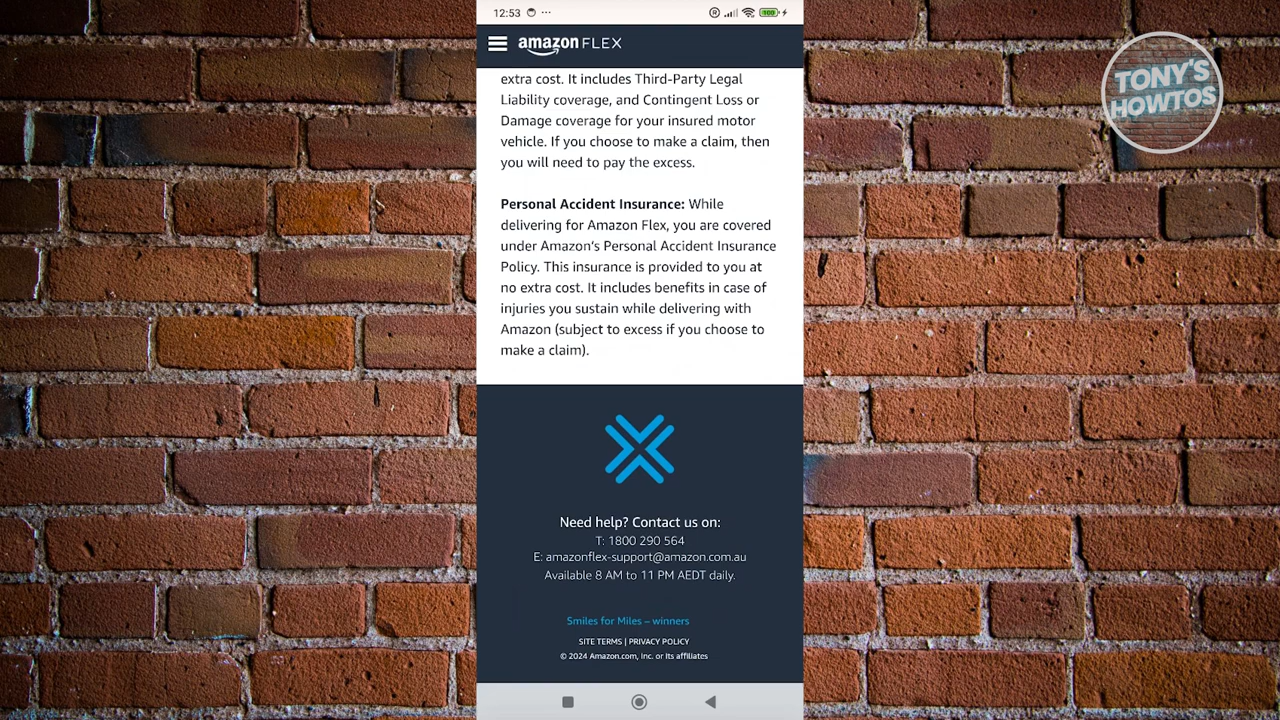 12:53
100
amazon FLEX
TONY'S
HOWTOS
extra cost. It includes Third-Party Legal
Liability coverage, and Contingent Loss or
Damage coverage for your insured motor
vehicle. If you choose to make a claim, then
you will need to pay the excess.
Personal Accident Insurance: While
delivering for Amazon Flex, you are covered
under Amazon's Personal Accident Insurance
Policy. This insurance is provided to you at
no extra cost. It includes benefits in case of
injuries you sustain while delivering with
Amazon (subject to excess if you choose to
make a claim).
Need help? Contact us on:
T: 1800 290 564
E: amazonflex-support@amazon.com.au
Available 8 AM to 11 PM AEDT daily.
Smiles for Miles – winners
SITE TERMS | PRIVACY POLICY
© 2024 Amazon.com, Inc. or its affiliates